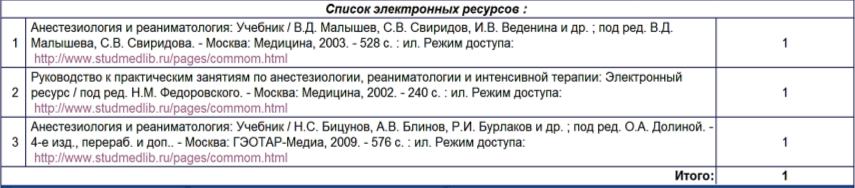 Список электронных ресурсов :
Анестезиология и реаниматология: Учебник / В.Д. Малышев, С.В. Свиридов, И.В. Веденина и др. ; под ред. В.Д.
1 Малышева, С.В. Свиридова. - Москва: Медицина, 2003. - 528 с. : ил. Режим доступа: 1
http://www.studmedlib.ru/pages/commom.html
Руководство к практическим занятиям по анестезиологии, реаниматологии и интенсивной терапии: Электронный
2 ресурс / под ред. Н.М. Федоровского. - Москва: Медицина, 2002. - 240 с. : ил. Режим доступа: 1
http://www.studmedlib.ru/pages/commom.html
Анестезиология и реаниматология: Учебник / Н.С. Бицунов, А.В. Блинов, Р.И. Бурлаков и др. ; под ред. О.А. Долиной. -
3 4-е изд., перераб. и доп.. - Москва: ГЭОТАР-Медиа, 2009. - 576 с. : ил. Режим доступа: 1
http://www.studmedlib.ru/pages/commom.html
Итого: 1